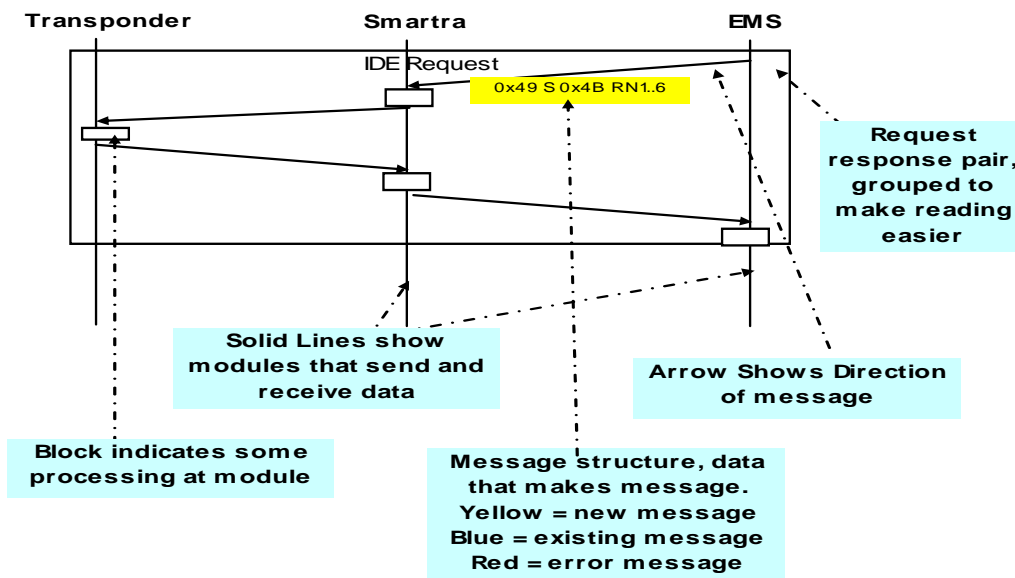 Transponder
Smartra
EMS
IDE Request
0x49 S 0x4B RN1..6
Request
response pair,
grouped to
make reading
easier
Solid Lines show
modules that send and
receive data
Arrow Shows Direction
of message
Block indicates some
processing at module
Message structure, data
that makes message.
Yellow = new message
Blue = existing message
Red = error message